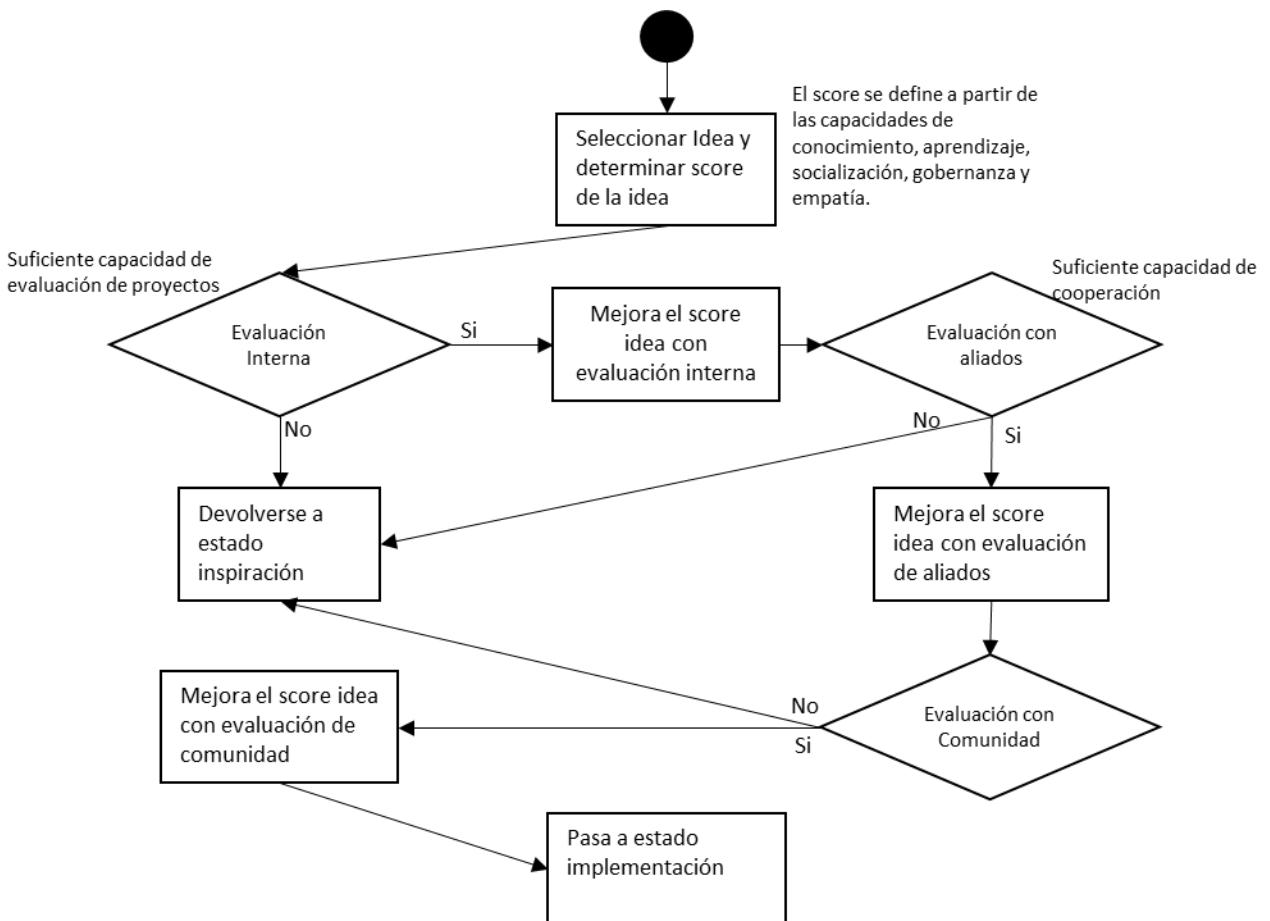 El score se define a partir de
las capacidades de
conocimiento, aprendizaje,
socialización, gobernanza y
empatía.
Seleccionar Idea y
determinar score
de la idea
Suficiente capacidad de
evaluación de proyectos
Suficiente capacidad de
cooperación
Evaluación
Interna
Si
Mejora el score
idea con
evaluación interna
Evaluación con
aliados
No
No
Si
Devolverse a
estado
inspiración
Mejora el score
idea con evaluación
de aliados
Mejora el score idea
con evaluación de
comunidad
No
Si
Evaluación con
Comunidad
Pasa a estado
implementación